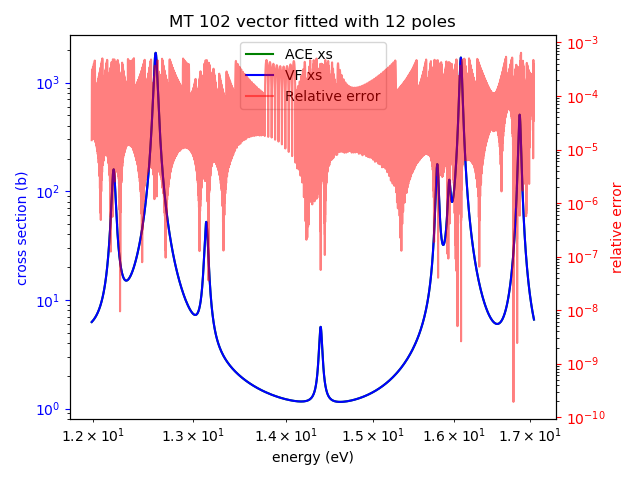 MT 102 vector fitted with 12 poles
ACE xs
VF xs
Relative error
cross section (b)
10³
10²
10¹
10⁰
10⁻³
10⁻⁴
10⁻⁵
10⁻⁶
10⁻⁷
10⁻⁸
10⁻⁹
10⁻¹⁰
relative error
1.2 × 10¹ 1.3 × 10¹ 1.4 × 10¹ 1.5 × 10¹ 1.6 × 10¹ 1.7 × 10¹
energy (eV)